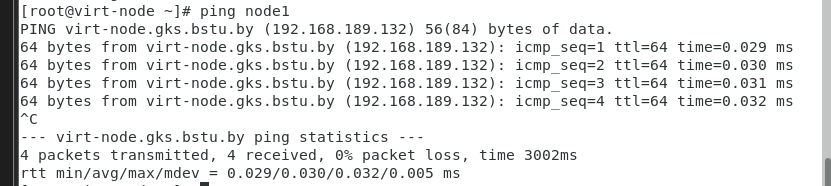 [root@virt-node ~]# ping node1
PING virt-node.gks.bstu.by (192.168.189.132) 56(84) bytes of data.
64 bytes from virt-node.gks.bstu.by (192.168.189.132): icmp_seq=1 ttl=64 time=0.029 ms
64 bytes from virt-node.gks.bstu.by (192.168.189.132): icmp_seq=2 ttl=64 time=0.030 ms
64 bytes from virt-node.gks.bstu.by (192.168.189.132): icmp_seq=3 ttl=64 time=0.031 ms
64 bytes from virt-node.gks.bstu.by (192.168.189.132): icmp_seq=4 ttl=64 time=0.032 ms
^C
--- virt-node.gks.bstu.by ping statistics ---
4 packets transmitted, 4 received, 0% packet loss, time 3002ms
rtt min/avg/max/mdev = 0.029/0.030/0.032/0.005 ms